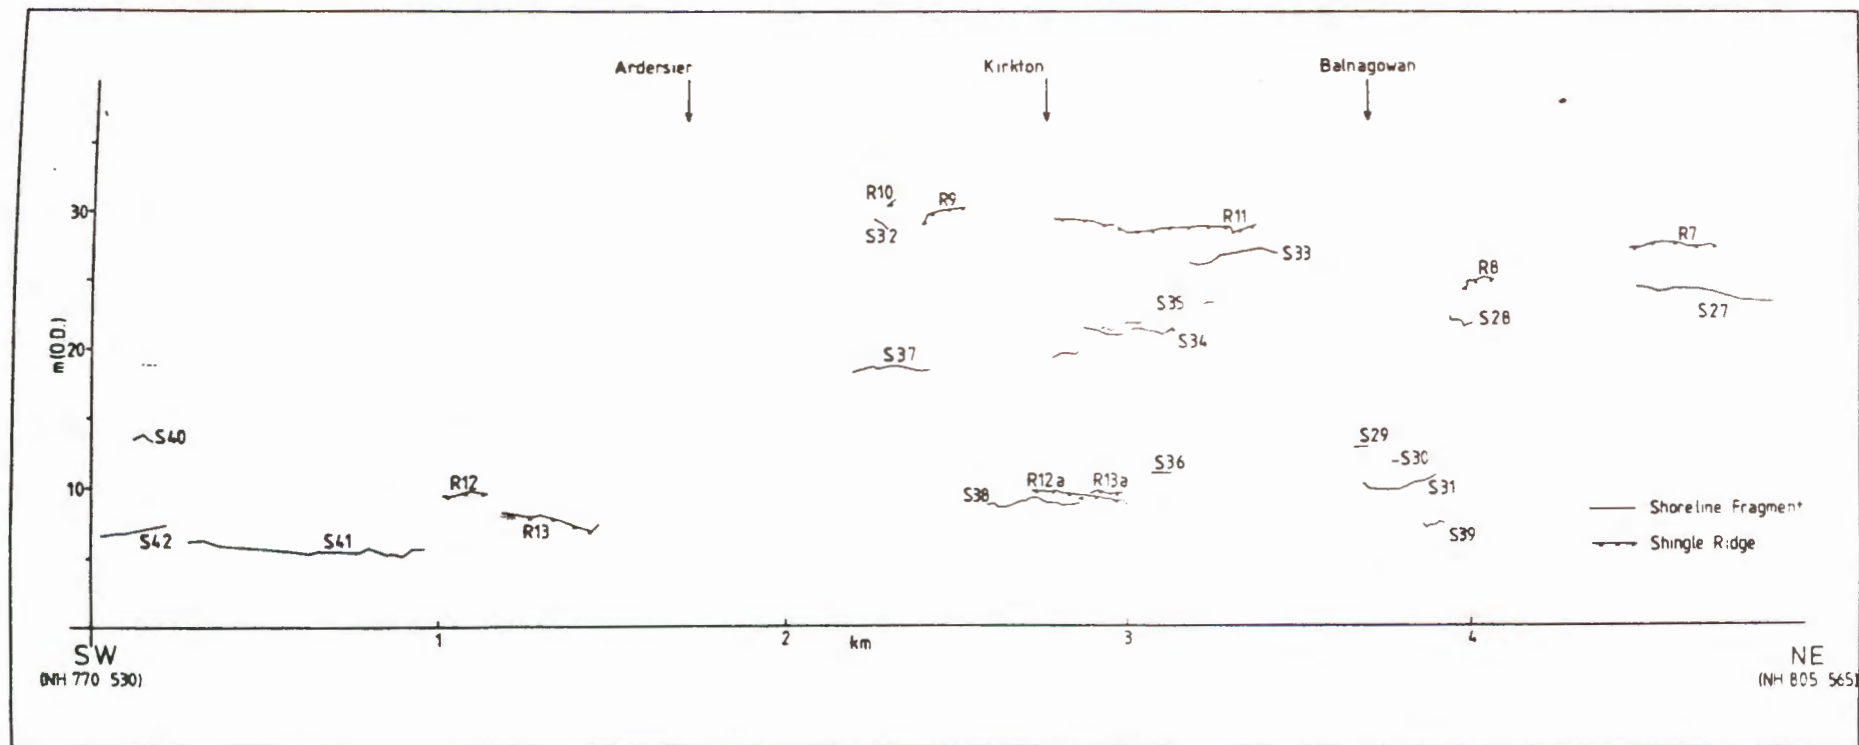 Ardersier
Kirkton
Balnagowan
m(O.D.)
30
20
10
R10
R9
S32
R11
S33
R7
R8
S35
S28
S27
S34
S37
S40
S29
S30
S36
R12
R12a
R13a
S38
S31
S39
R13
S42
S41
Shoreline Fragment
Shingle Ridge
1
2
km
3
4
SW
(NH 770 530)
NE
(NH 805 565)